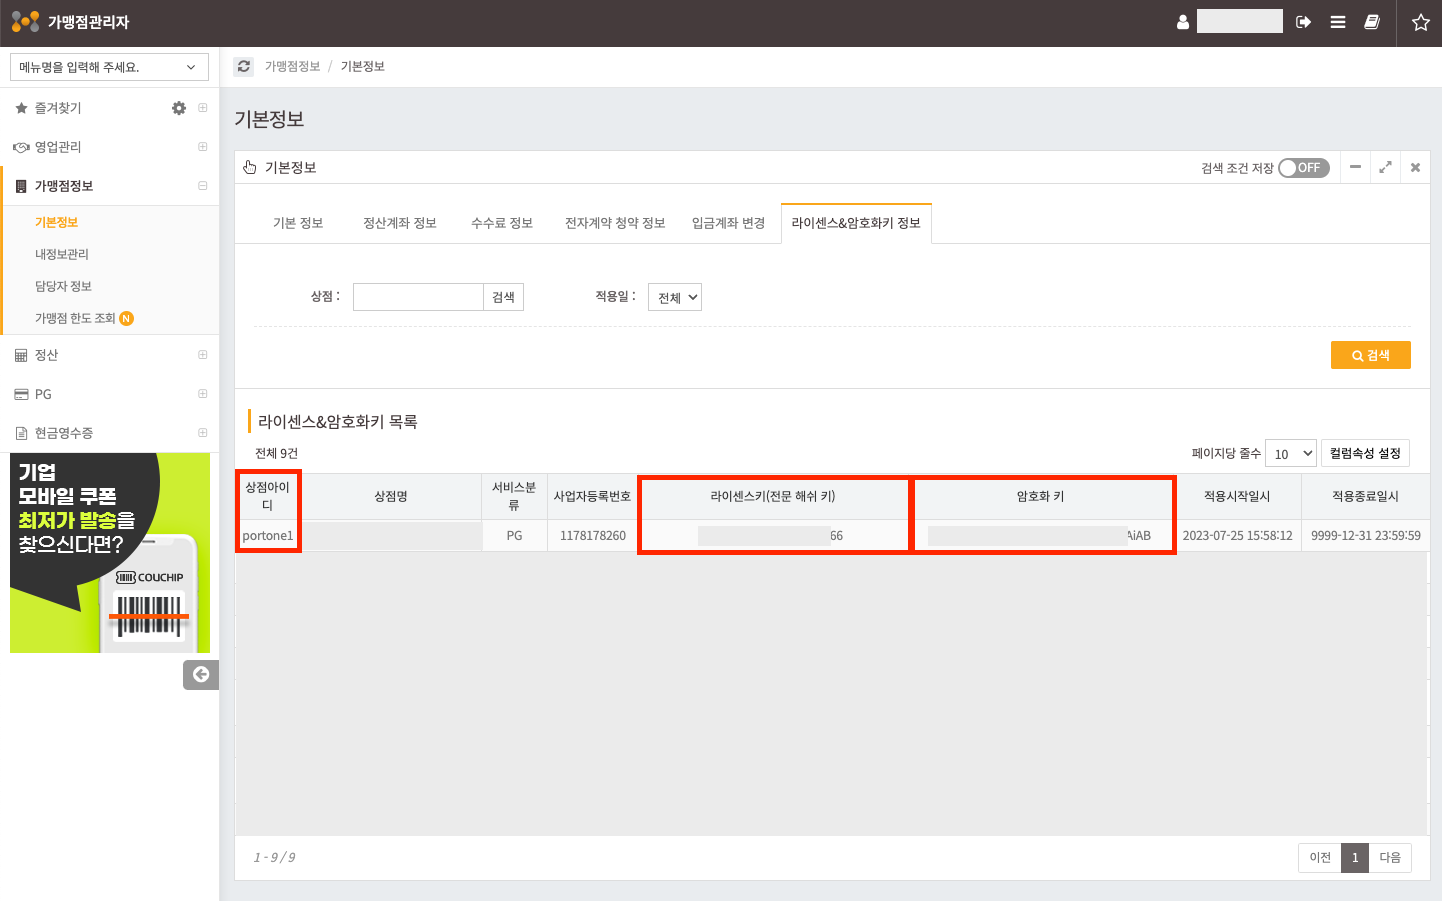 가맹점관리자
메뉴명을 입력해 주세요.
가맹점정보 / 기본정보
즐겨찾기
영업관리
가맹점정보
기본정보
내정보관리
담당자 정보
가맹점 한도 조회 N
정산
PG
현금영수증
기업
모바일 쿠폰
최저가 발송을
찾으신다면?
COUCHIP
기본정보
기본정보
검색 조건 저장 OFF
기본 정보 정산계좌 정보 수수료 정보 전자계약 청약 정보 입금계좌 변경 라이센스&암호화키 정보
상점 : 검색 적용일 : 전체
검색
라이센스&암호화키 목록
전체 9건
페이지당 줄수 10 컬럼속성 설정
상점아이디 상점명 서비스분류 사업자등록번호 라이센스키(전문 해쉬 키) 암호화 키 적용시작일시 적용종료일시
portone1 PG 1178178260 66 AiAB 2023-07-25 15:58:12 9999-12-31 23:59:59
1 - 9 / 9
이전 1 다음